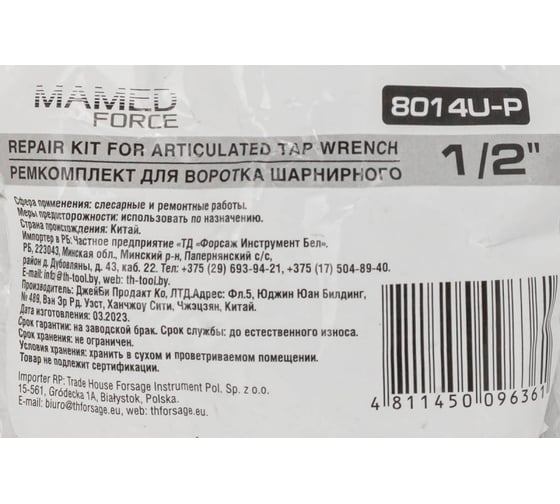 MAMED
FORCE
8014U-P
REPAIR KIT FOR ARTICULATED TAP WRENCH
РЕМКОМПЛЕКТ ДЛЯ ВОРОТКА ШАРНИРНОГО
1/2"
Сфера применения: слесарные и ремонтные работы.
Меры предосторожности: использовать по назначению.
Страна происхождения: Китай.
Импортер в РБ: Частное предприятие «ТД «Форсаж Инструмент Бел».
РБ, 223043, Минская обл., Минский р-н, Папернянский с/с,
район д. Дубовляны, д. 43, каб. 22. Тел: +375 (29) 693-94-21, +375 (17) 504-89-40.
E-mail: info@th-tool.by, web: th-tool.by
Производитель: ДжейБи Продакт Ко, ЛТД.Адрес: Фл.5, Юджин Юан Билдинг,
№ 489, Ван Эр Рд. Уэст, Ханчжоу Сити, Чжэцзян, Китай.
Дата изготовления: 03.2023.
Срок гарантии: на заводской брак. Срок службы: до естественного износа.
Срок хранения: не ограничен.
Условия хранения: хранить в сухом и проветриваемом помещении.
Товар не подлежит сертификации.
Importer RP: Trade House Forsage Instrument Pol. Sp. z o.o.
15-561, Gródecka 1A, Białystok, Polska.
E-mail: biuro@thforsage.eu, web: thforsage.eu
4 811450 096361